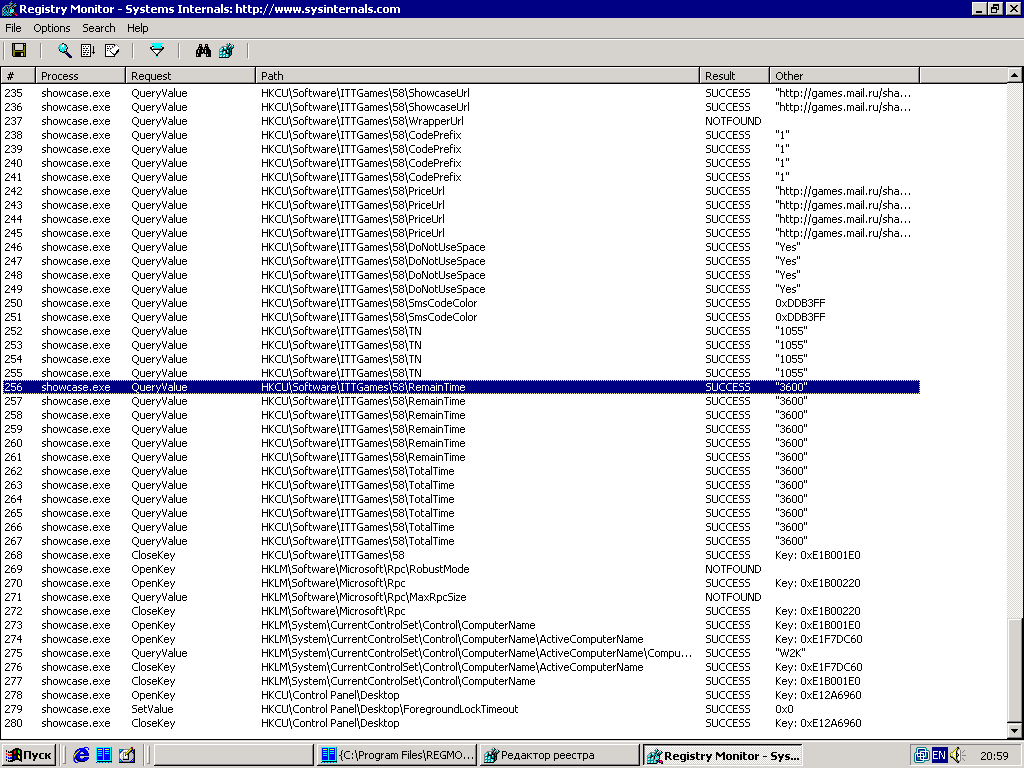 Registry Monitor - Systems Internals: http://www.sysinternals.com
File Options Search Help
# Process Request Path Result Other
235 showcase.exe QueryValue HKCU\Software\ITTGames\58\ShowcaseUrl SUCCESS "http://games.mail.ru/sha...
236 showcase.exe QueryValue HKCU\Software\ITTGames\58\ShowcaseUrl SUCCESS "http://games.mail.ru/sha...
237 showcase.exe QueryValue HKCU\Software\ITTGames\58\WrapperUrl NOTFOUND
238 showcase.exe QueryValue HKCU\Software\ITTGames\58\CodePrefix SUCCESS "1"
239 showcase.exe QueryValue HKCU\Software\ITTGames\58\CodePrefix SUCCESS "1"
240 showcase.exe QueryValue HKCU\Software\ITTGames\58\CodePrefix SUCCESS "1"
241 showcase.exe QueryValue HKCU\Software\ITTGames\58\CodePrefix SUCCESS "1"
242 showcase.exe QueryValue HKCU\Software\ITTGames\58\PriceUrl SUCCESS "http://games.mail.ru/sha...
243 showcase.exe QueryValue HKCU\Software\ITTGames\58\PriceUrl SUCCESS "http://games.mail.ru/sha...
244 showcase.exe QueryValue HKCU\Software\ITTGames\58\PriceUrl SUCCESS "http://games.mail.ru/sha...
245 showcase.exe QueryValue HKCU\Software\ITTGames\58\PriceUrl SUCCESS "http://games.mail.ru/sha...
246 showcase.exe QueryValue HKCU\Software\ITTGames\58\DoNotUseSpace SUCCESS "Yes"
247 showcase.exe QueryValue HKCU\Software\ITTGames\58\DoNotUseSpace SUCCESS "Yes"
248 showcase.exe QueryValue HKCU\Software\ITTGames\58\DoNotUseSpace SUCCESS "Yes"
249 showcase.exe QueryValue HKCU\Software\ITTGames\58\DoNotUseSpace SUCCESS "Yes"
250 showcase.exe QueryValue HKCU\Software\ITTGames\58\SmsCodeColor SUCCESS 0xDDB3FF
251 showcase.exe QueryValue HKCU\Software\ITTGames\58\SmsCodeColor SUCCESS 0xDDB3FF
252 showcase.exe QueryValue HKCU\Software\ITTGames\58\TN SUCCESS "1055"
253 showcase.exe QueryValue HKCU\Software\ITTGames\58\TN SUCCESS "1055"
254 showcase.exe QueryValue HKCU\Software\ITTGames\58\TN SUCCESS "1055"
255 showcase.exe QueryValue HKCU\Software\ITTGames\58\TN SUCCESS "1055"
256 showcase.exe QueryValue HKCU\Software\ITTGames\58\RemainTime SUCCESS "3600"
257 showcase.exe QueryValue HKCU\Software\ITTGames\58\RemainTime SUCCESS "3600"
258 showcase.exe QueryValue HKCU\Software\ITTGames\58\RemainTime SUCCESS "3600"
259 showcase.exe QueryValue HKCU\Software\ITTGames\58\RemainTime SUCCESS "3600"
260 showcase.exe QueryValue HKCU\Software\ITTGames\58\RemainTime SUCCESS "3600"
261 showcase.exe QueryValue HKCU\Software\ITTGames\58\RemainTime SUCCESS "3600"
262 showcase.exe QueryValue HKCU\Software\ITTGames\58\TotalTime SUCCESS "3600"
263 showcase.exe QueryValue HKCU\Software\ITTGames\58\TotalTime SUCCESS "3600"
264 showcase.exe QueryValue HKCU\Software\ITTGames\58\TotalTime SUCCESS "3600"
265 showcase.exe QueryValue HKCU\Software\ITTGames\58\TotalTime SUCCESS "3600"
266 showcase.exe QueryValue HKCU\Software\ITTGames\58\TotalTime SUCCESS "3600"
267 showcase.exe QueryValue HKCU\Software\ITTGames\58\TotalTime SUCCESS "3600"
268 showcase.exe CloseKey HKCU\Software\ITTGames\58 SUCCESS Key: 0xE1B001E0
269 showcase.exe OpenKey HKLM\Software\Microsoft\Rpc\RobustMode NOTFOUND
270 showcase.exe OpenKey HKLM\Software\Microsoft\Rpc SUCCESS Key: 0xE1B00220
271 showcase.exe QueryValue HKLM\Software\Microsoft\Rpc\MaxRpcSize NOTFOUND
272 showcase.exe CloseKey HKLM\Software\Microsoft\Rpc SUCCESS Key: 0xE1B00220
273 showcase.exe OpenKey HKLM\System\CurrentControlSet\Control\ComputerName SUCCESS Key: 0xE1B001E0
274 showcase.exe OpenKey HKLM\System\CurrentControlSet\Control\ComputerName\ActiveComputerName SUCCESS Key: 0xE1F7DC60
275 showcase.exe QueryValue HKLM\System\CurrentControlSet\Control\ComputerName\ActiveComputerName\Compu... SUCCESS "W2K"
276 showcase.exe CloseKey HKLM\System\CurrentControlSet\Control\ComputerName\ActiveComputerName SUCCESS Key: 0xE1F7DC60
277 showcase.exe CloseKey HKLM\System\CurrentControlSet\Control\ComputerName SUCCESS Key: 0xE1B001E0
278 showcase.exe OpenKey HKCU\Control Panel\Desktop SUCCESS Key: 0xE12A6960
279 showcase.exe SetValue HKCU\Control Panel\Desktop\ForegroundLockTimeout SUCCESS 0x0
280 showcase.exe CloseKey HKCU\Control Panel\Desktop SUCCESS Key: 0xE12A6960
Пуск {C:\Program Files\REGMO... Редактор реестра Registry Monitor - Sys... EN 20:59